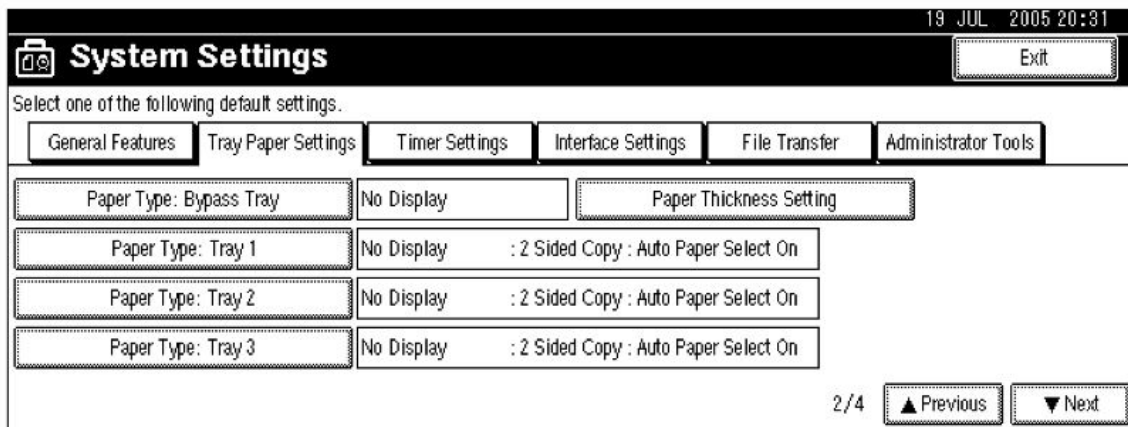 19 JUL 2005 20:31
System Settings
Exit
Select one of the following default settings.
General Features Tray Paper Settings Timer Settings Interface Settings File Transfer Administrator Tools
Paper Type: Bypass Tray No Display Paper Thickness Setting
Paper Type: Tray 1 No Display : 2 Sided Copy : Auto Paper Select On
Paper Type: Tray 2 No Display : 2 Sided Copy : Auto Paper Select On
Paper Type: Tray 3 No Display : 2 Sided Copy : Auto Paper Select On
2/4 ▲Previous ▼Next